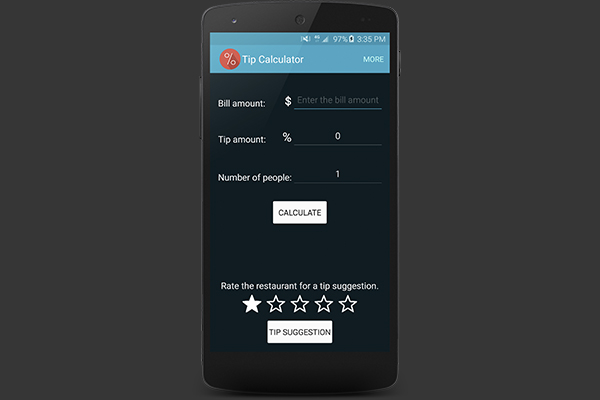 97% 3:35 PM
% Tip Calculator MORE
Bill amount: $ Enter the bill amount
Tip amount: % 0
Number of people: 1
CALCULATE
Rate the restaurant for a tip suggestion.
TIP SUGGESTION